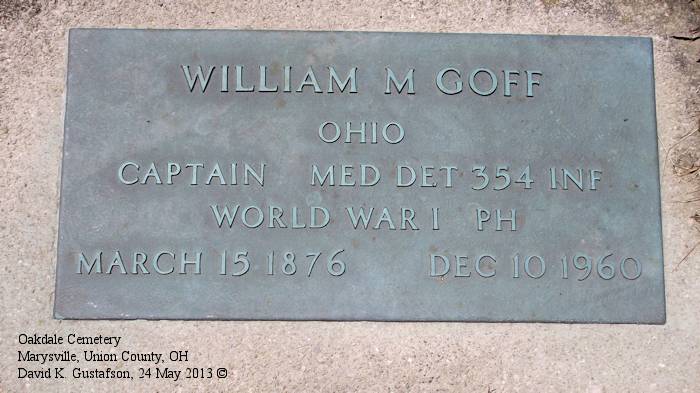 WILLIAM M GOFF
OHIO
CAPTAIN MED DET 354 INF
WORLD WAR I PH
MARCH 15 1876 DEC 10 1960
Oakdale Cemetery
Marysville, Union County, OH
David K. Gustafson, 24 May 2013 ©